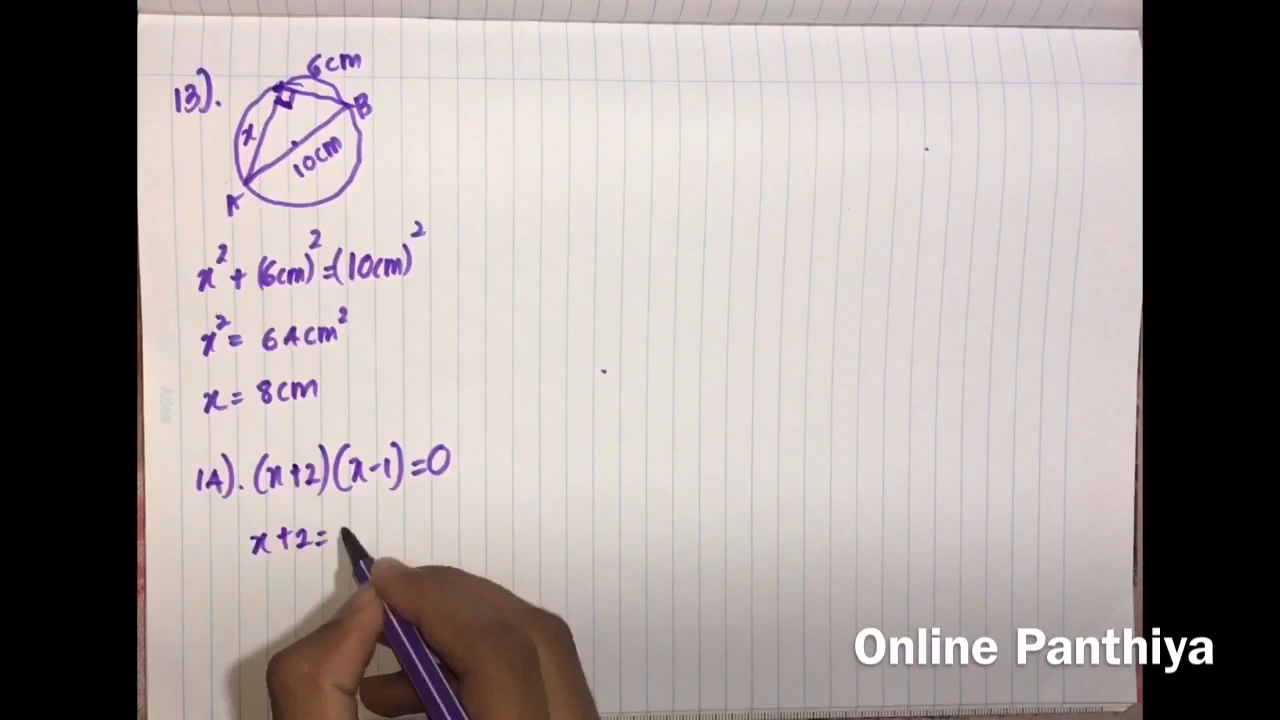 13).
6cm
B
x
10cm
A
x² + (6cm)² = (10cm)²
x² = 64cm²
x = 8cm
14). (x+2)(x-1)=0
x+2=
Online Panthiya